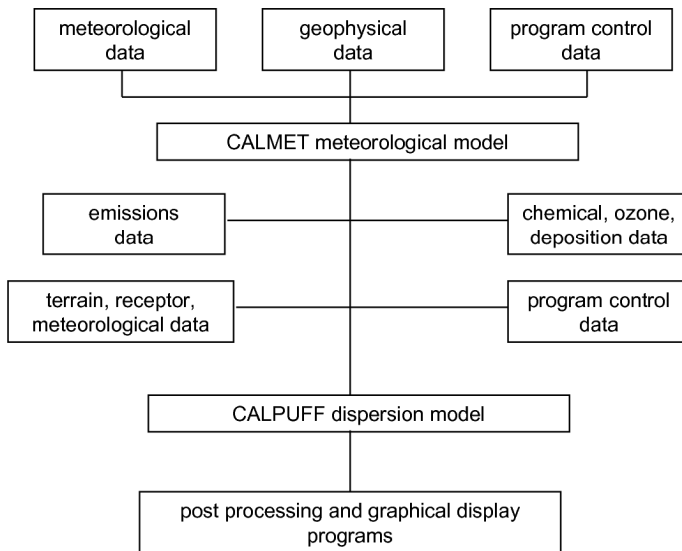 meteorological
data
geophysical
data
program control
data
CALMET meteorological model
emissions
data
chemical, ozone,
deposition data
terrain, receptor,
meteorological data
program control
data
CALPUFF dispersion model
post processing and graphical display
programs